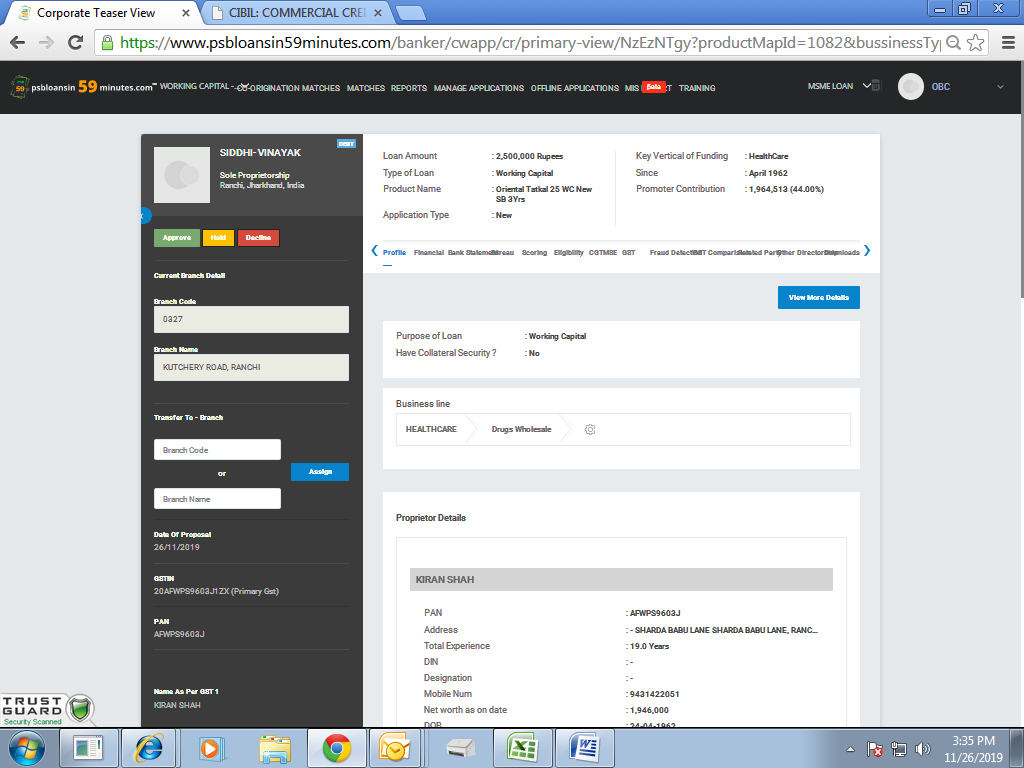 Corporate Teaser View
CIBIL: COMMERCIAL CREI
https://www.psbloansin59minutes.com/banker/cwapp/cr/primary-view/NzEzNTgy?productMapId=1082&bussinessTyp
psbloansin 59 minutes.com
WORKING CAPITAL -
CO-ORIGINATION MATCHES
MATCHES
REPORTS
MANAGE APPLICATIONS
OFFLINE APPLICATIONS
MIS
Beta
TRAINING
MSME LOAN
OBC
SIDDHI-VINAYAK
Sole Proprietorship
Ranchi, Jharkhand, India
Approve
Hold
Decline
Current Branch Detail
Branch Code
0327
Branch Name
KUTCHERY ROAD, RANCHI
Transfer To - Branch
Branch Code
or
Assign
Branch Name
Date Of Proposal
26/11/2019
GSTIN
20AFWPS9603J1ZX (Primary Gst)
PAN
AFWPS9603J
Name As Per GST 1
KIRAN SHAH
Loan Amount : 2,500,000 Rupees
Type of Loan : Working Capital
Product Name : Oriental Tatkal 25 WC New
SB 3Yrs
Application Type : New
Key Vertical of Funding : HealthCare
Since : April 1962
Promoter Contribution : 1,964,513 (44.00%)
Profile Financial Bank Statement Bureau Scoring Eligibility CGTMSE GST Fraud Detection GST Comparison Related Party Other Directorship Downloads
View More Details
Purpose of Loan : Working Capital
Have Collateral Security ? : No
Business line
HEALTHCARE Drugs Wholesale
Proprietor Details
KIRAN SHAH
PAN : AFWPS9603J
Address : - SHARDA BABU LANE SHARDA BABU LANE, RANC...
Total Experience : 19.0 Years
DIN : -
Designation : -
Mobile Num : 9431422051
Net worth as on date : 1,946,000
DOB : 24-04-1962
TRUST
GUARD
Security Scanned
3:35 PM
11/26/2019